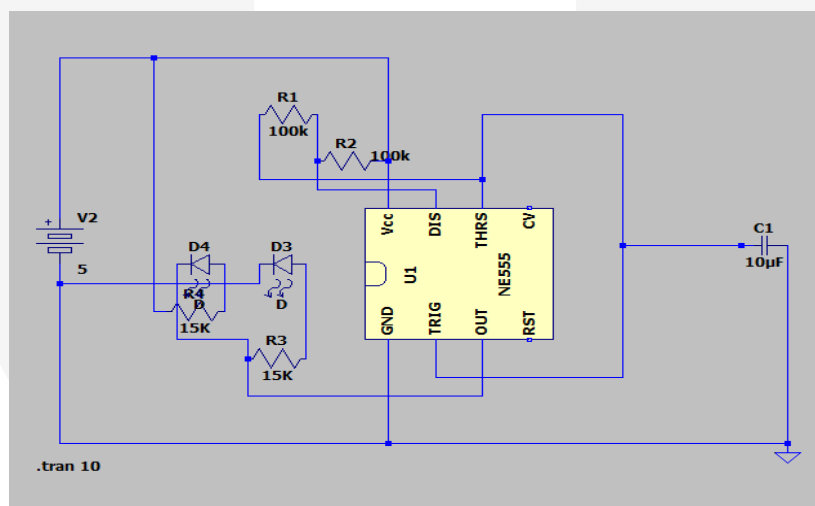 R1
100k
R2
100k
V2
5
D4
D3
R4
D
D
15K
R3
15K
Vcc
DIS
THRS
CV
U1
NE555
GND
TRIG
OUT
RST
C1
10µF
.tran 10